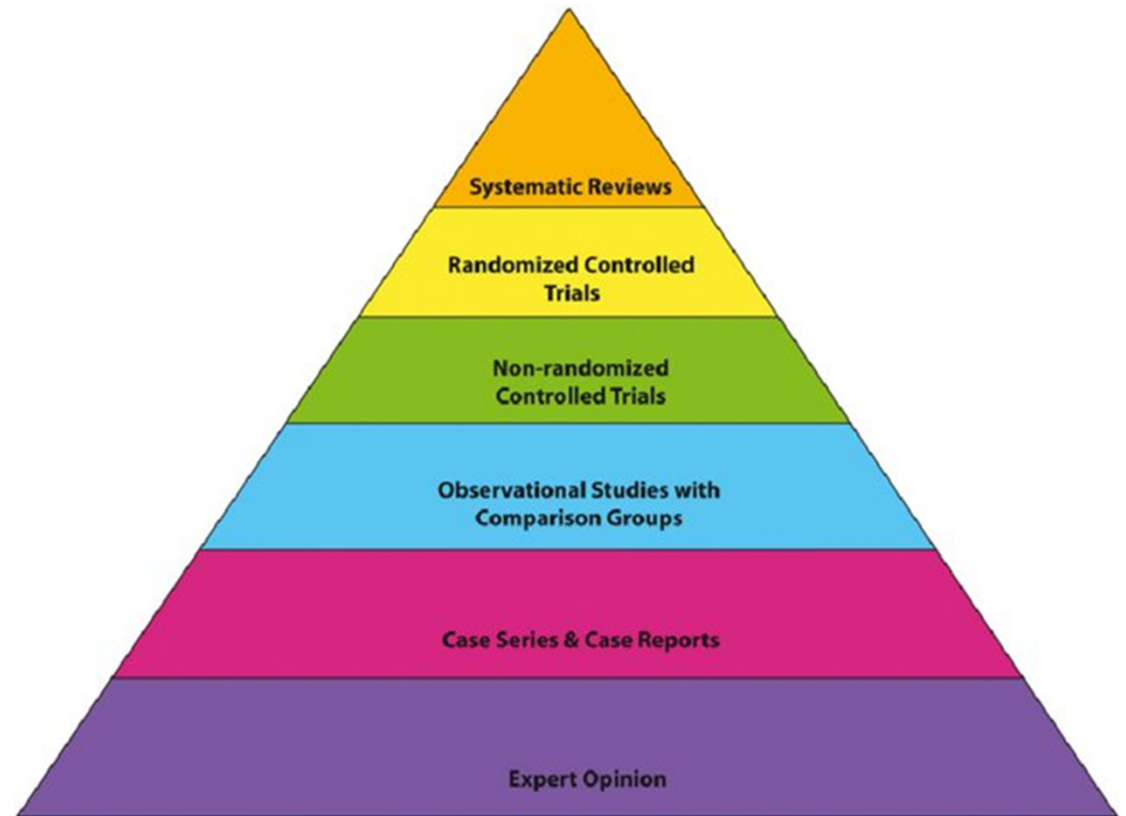 Systematic Reviews
Randomized Controlled
Trials
Non-randomized
Controlled Trials
Observational Studies with
Comparison Groups
Case Series & Case Reports
Expert Opinion